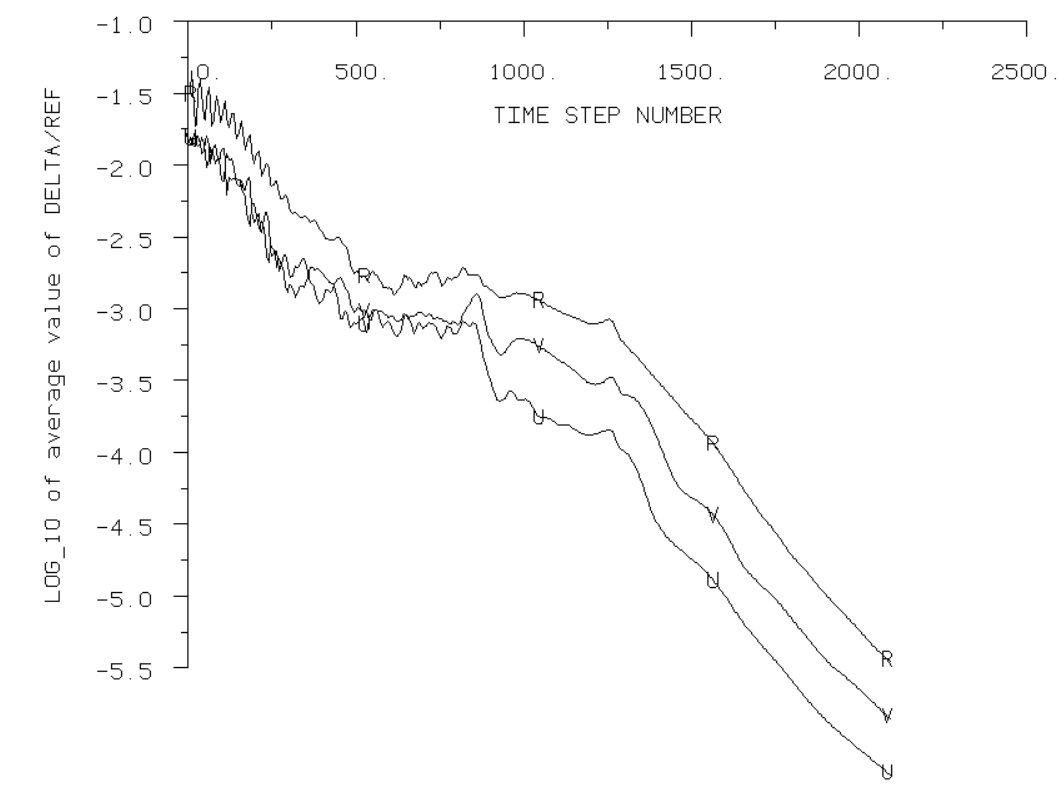 -1.0
0. 500. 1000. 1500. 2000. 2500.
TIME STEP NUMBER
-1.5
-2.0
-2.5
-3.0
-3.5
-4.0
-4.5
-5.0
-5.5
LOG_10 of average value of DELTA/REF
R R R R R
V V V V
U U U U